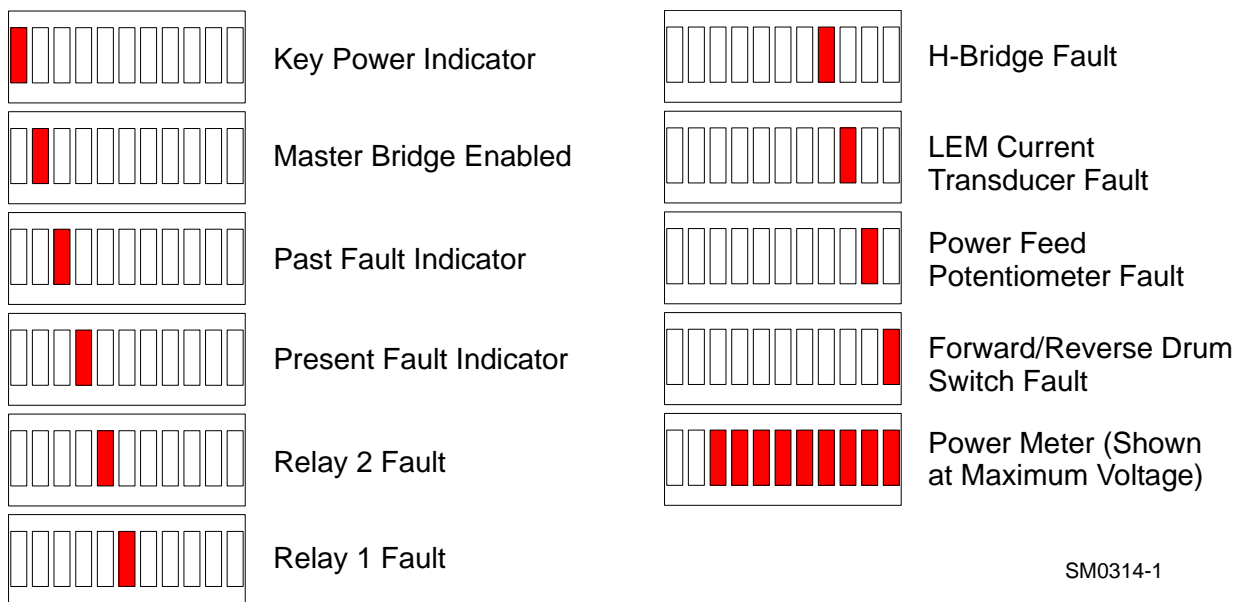 Key Power Indicator
Master Bridge Enabled
Past Fault Indicator
Present Fault Indicator
Relay 2 Fault
Relay 1 Fault
H-Bridge Fault
LEM Current
Transducer Fault
Power Feed
Potentiometer Fault
Forward/Reverse Drum
Switch Fault
Power Meter (Shown
at Maximum Voltage)
SM0314-1